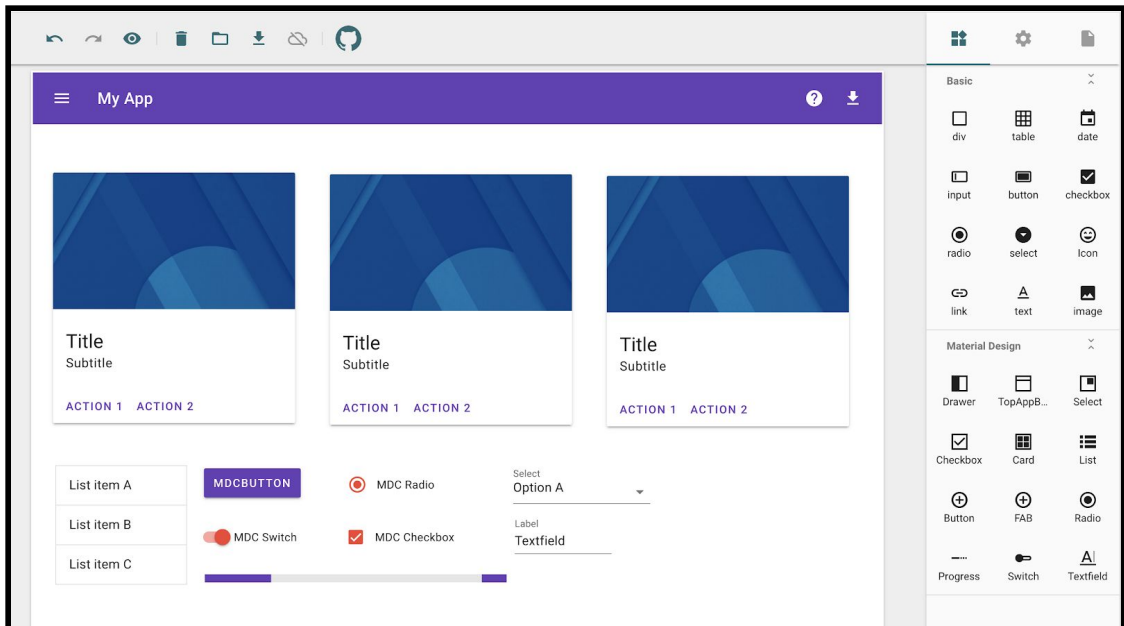 My App
Title
Subtitle
ACTION 1 ACTION 2
Title
Subtitle
ACTION 1 ACTION 2
Title
Subtitle
ACTION 1 ACTION 2
List item A
List item B
List item C
MDCBUTTON
MDC Radio
Select
Option A
MDC Switch
MDC Checkbox
Label
Textfield
Basic
div table date
input button checkbox
radio select Icon
link text image
Material Design
Drawer TopAppB... Select
Checkbox Card List
Button FAB Radio
Progress Switch Textfield